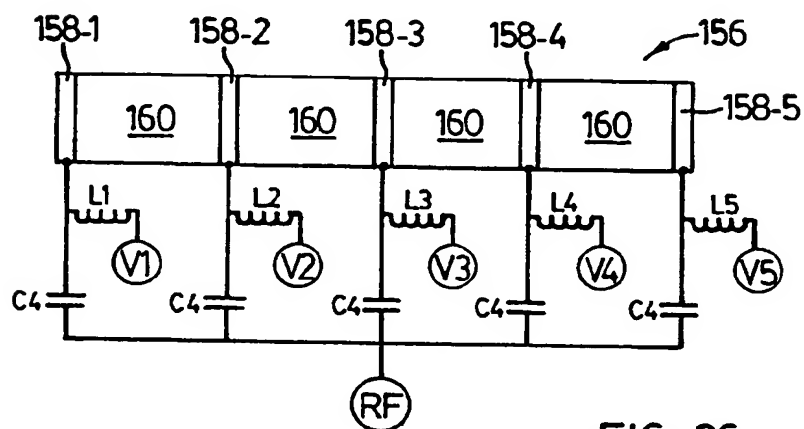 158-1 158-2 158-3 158-4 156
160 160 160 160 158-5
L1 L2 L3 L4 L5
V1 V2 V3 V4 V5
C4 C4 C4 C4 C4
RF